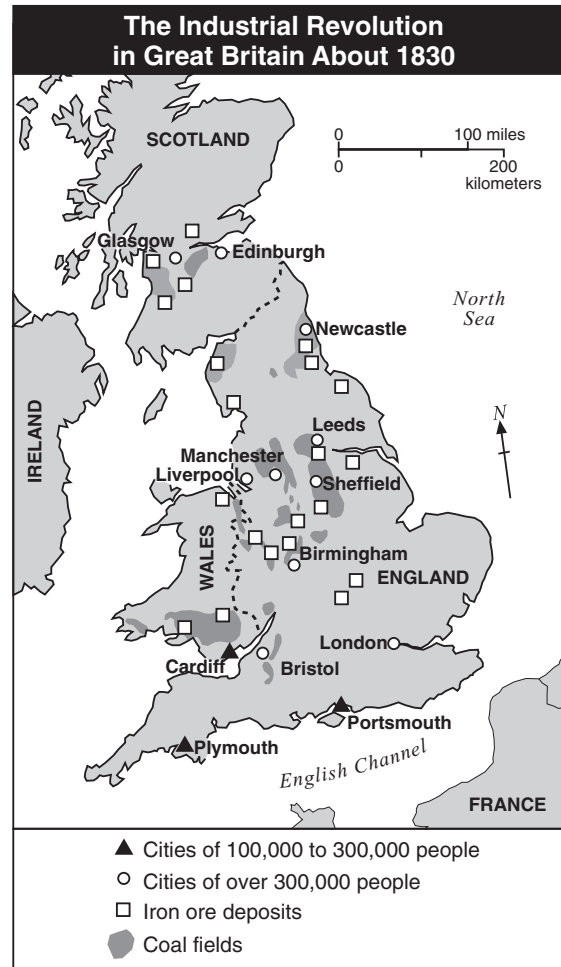 The Industrial Revolution
in Great Britain About 1830
SCOTLAND
0 100 miles
0 200
kilometers
Glasgow
Edinburgh
North
Sea
Newcastle
N
IRELAND
Leeds
Manchester
Liverpool
Sheffield
WALES
Birmingham
ENGLAND
London
Cardiff
Bristol
Portsmouth
Plymouth
English Channel
FRANCE
Cities of 100,000 to 300,000 people
Cities of over 300,000 people
Iron ore deposits
Coal fields